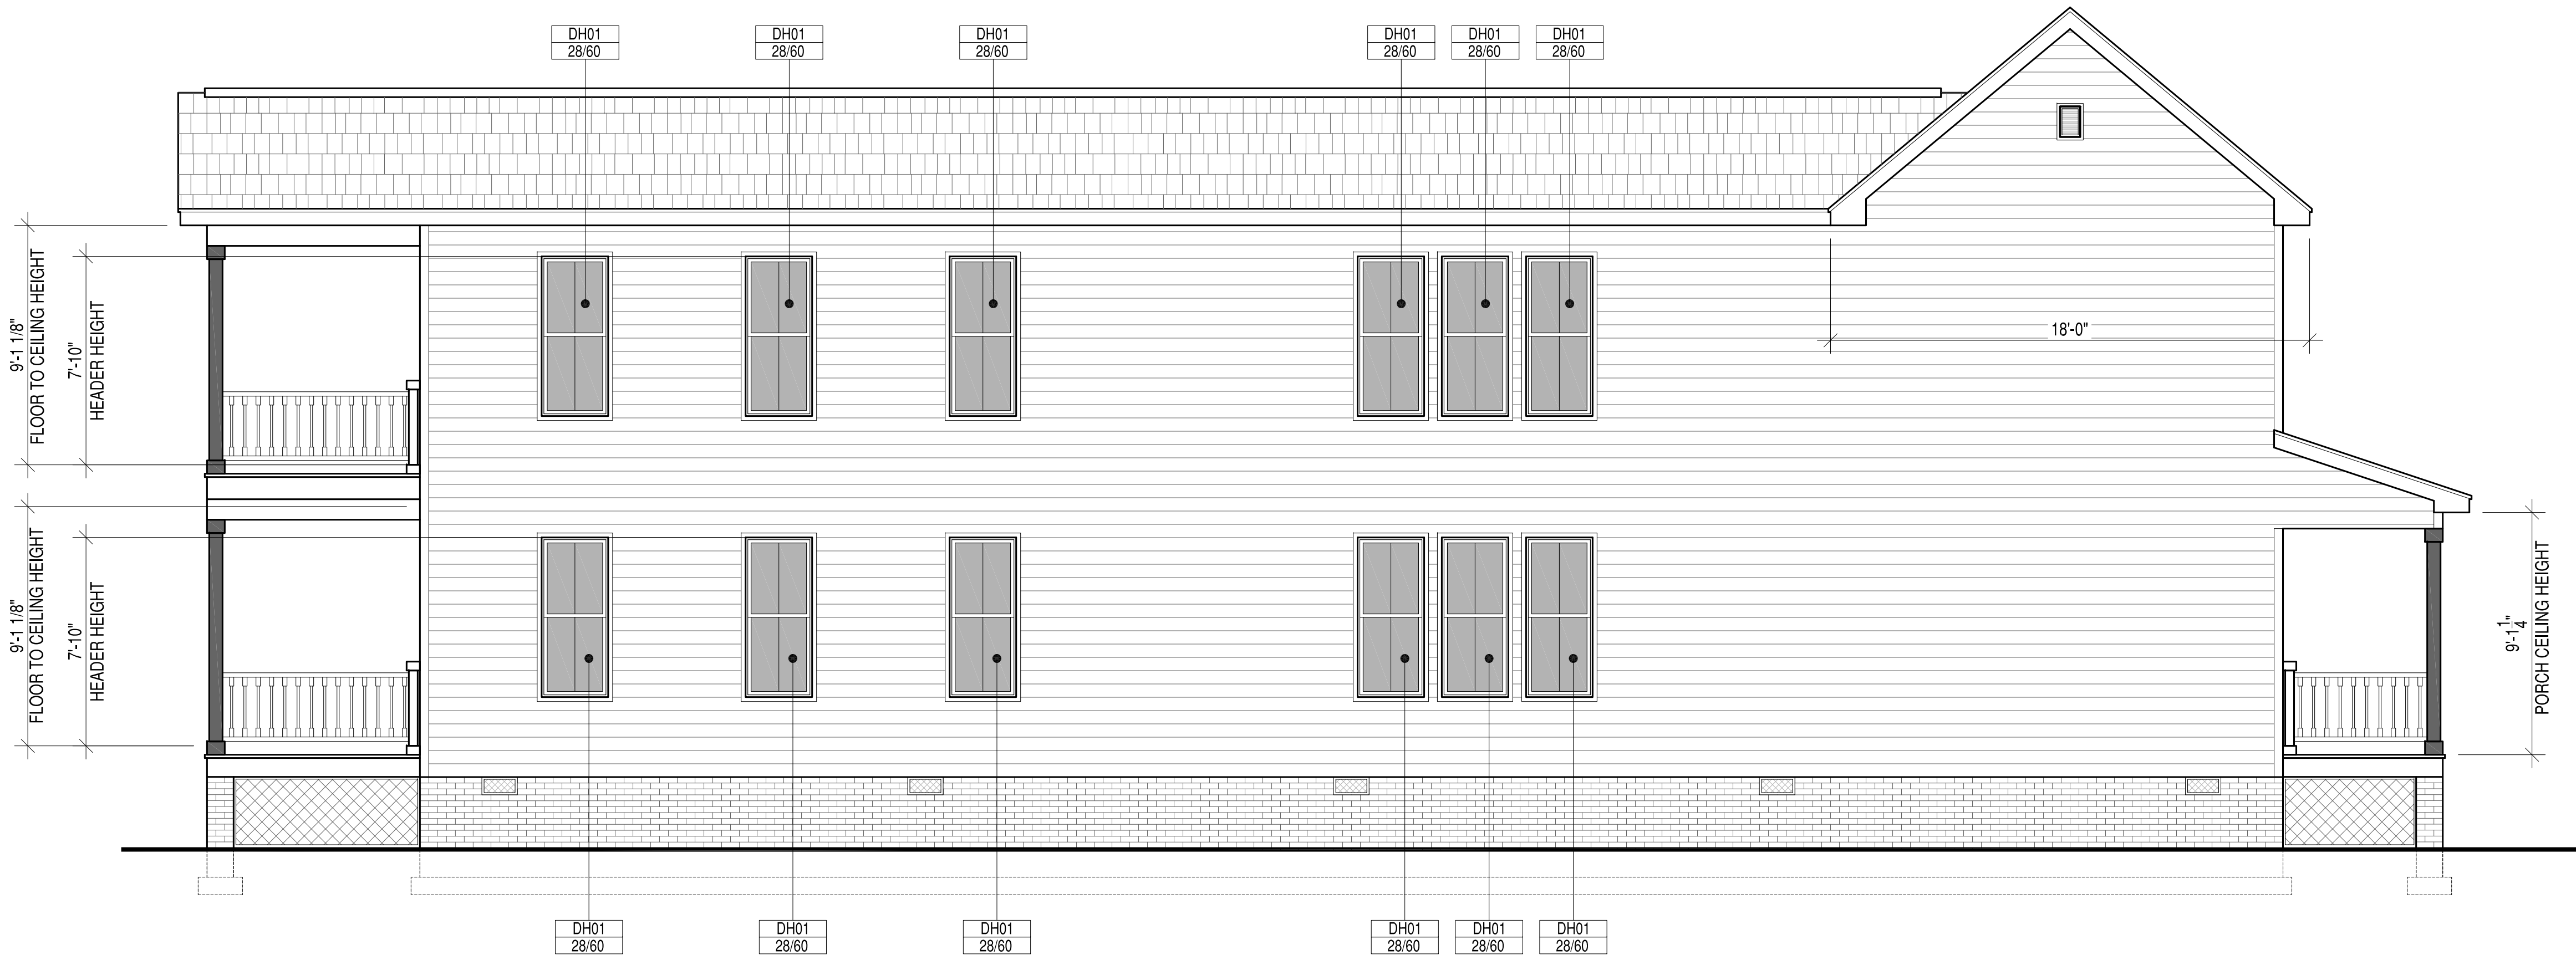 DH01
28/60
DH01
28/60
DH01
28/60
DH01
28/60
DH01
28/60
DH01
28/60
9'-1 1/8"
FLOOR TO CEILING HEIGHT
7'-10"
HEADER HEIGHT
18'-0"
9'-1 1/8"
FLOOR TO CEILING HEIGHT
7'-10"
HEADER HEIGHT
9'-1 1/4"
PORCH CEILING HEIGHT
DH01
28/60
DH01
28/60
DH01
28/60
DH01
28/60
DH01
28/60
DH01
28/60